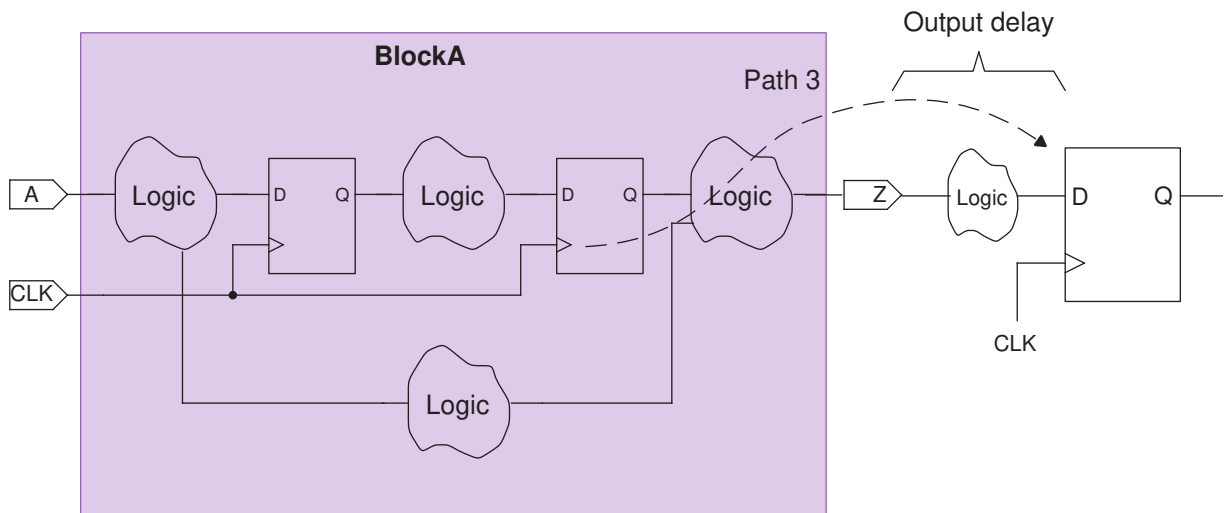 Output delay
BlockA
Path 3
A
Logic
D
Q
Logic
D
Q
Logic
Z
Logic
D
Q
CLK
CLK
Logic